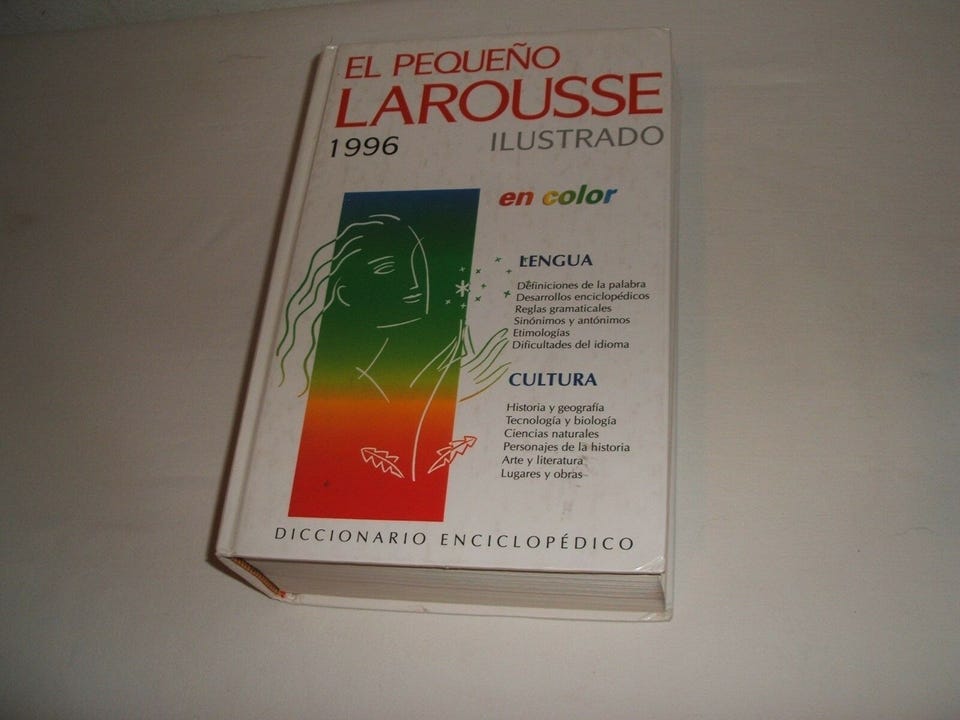 EL PEQUEÑO
LAROUSSE
1996 ILUSTRADO
en color
LENGUA
Definiciones de la palabra
Desarrollos enciclopédicos
Reglas gramaticales
Sinónimos y antónimos
Etimologías
Dificultades del idioma
CULTURA
Historia y geografía
Tecnología y biología
Ciencias naturales
Personajes de la historia
Arte y literatura
Lugares y obras
DICCIONARIO ENCICLOPÉDICO